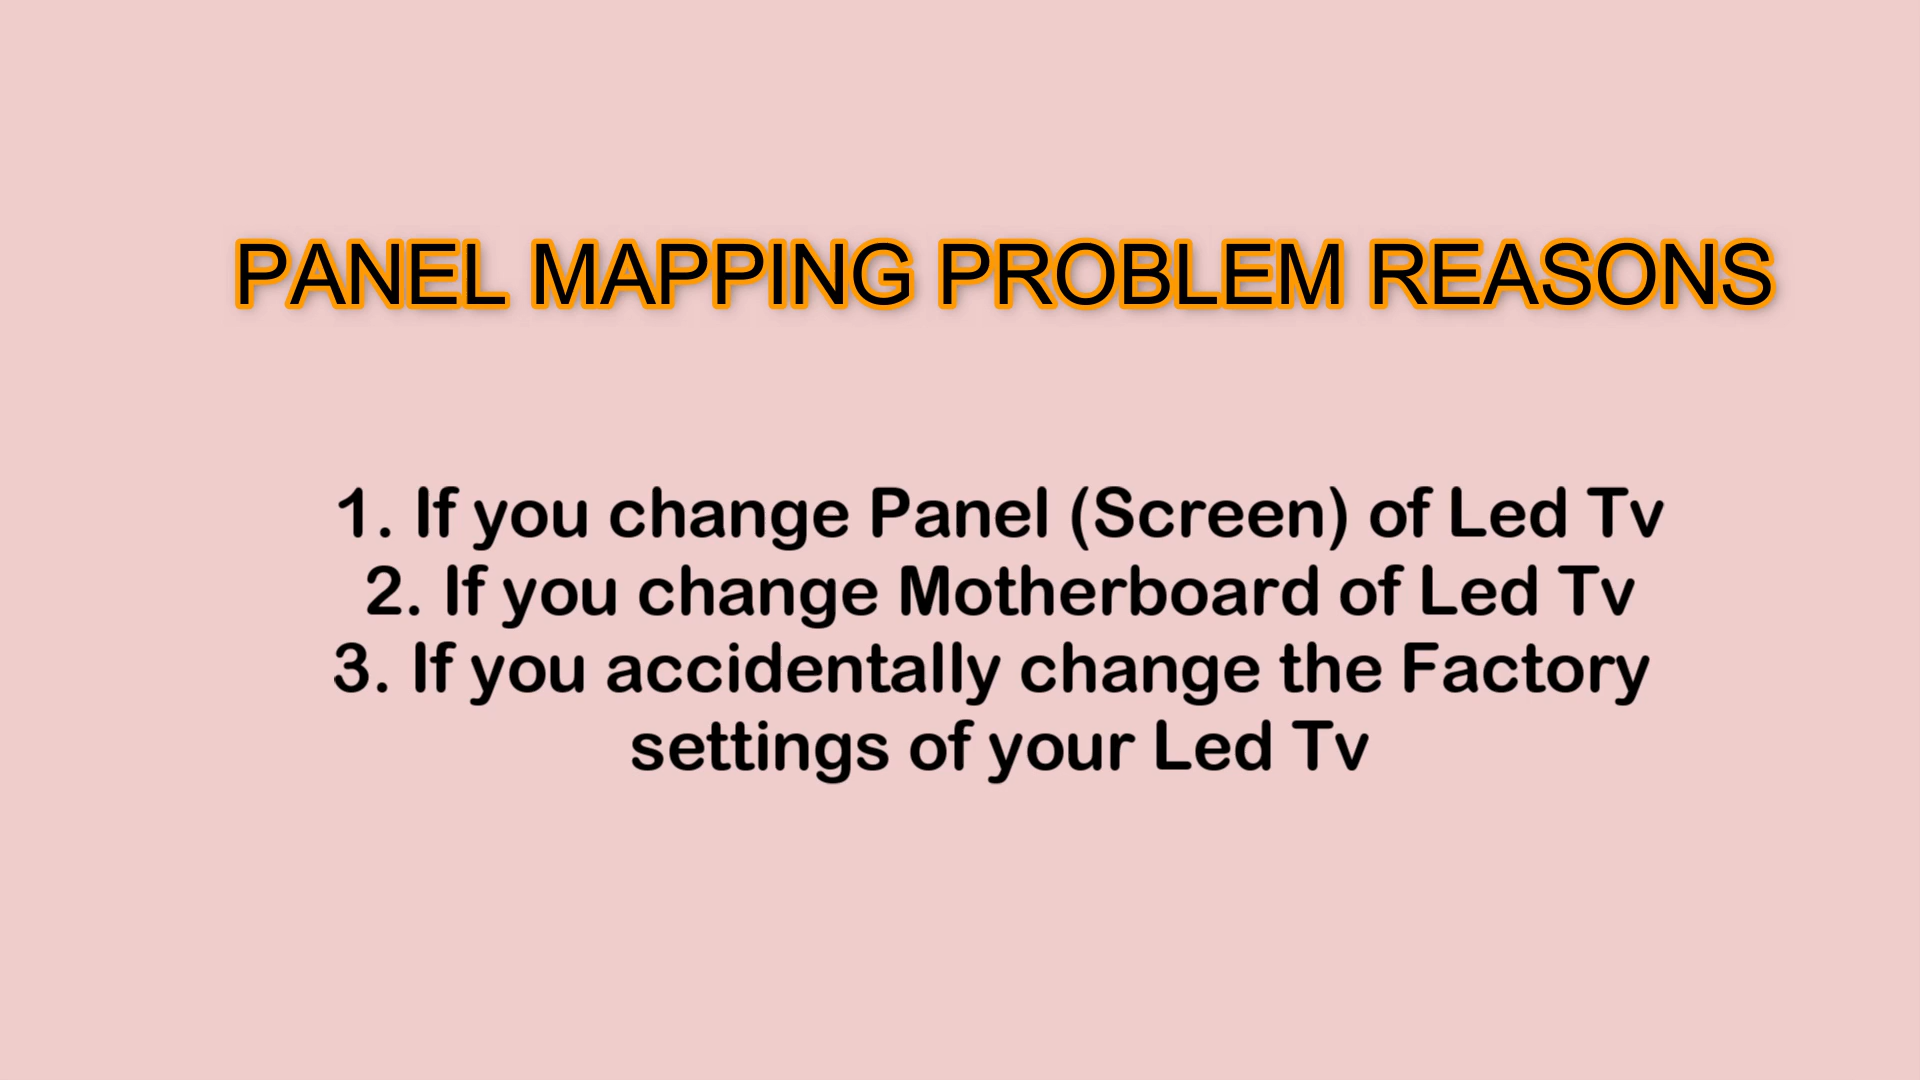 PANEL MAPPING PROBLEM REASONS
1. If you change Panel (Screen) of Led Tv
2. If you change Motherboard of Led Tv
3. If you accidentally change the Factory
settings of your Led Tv